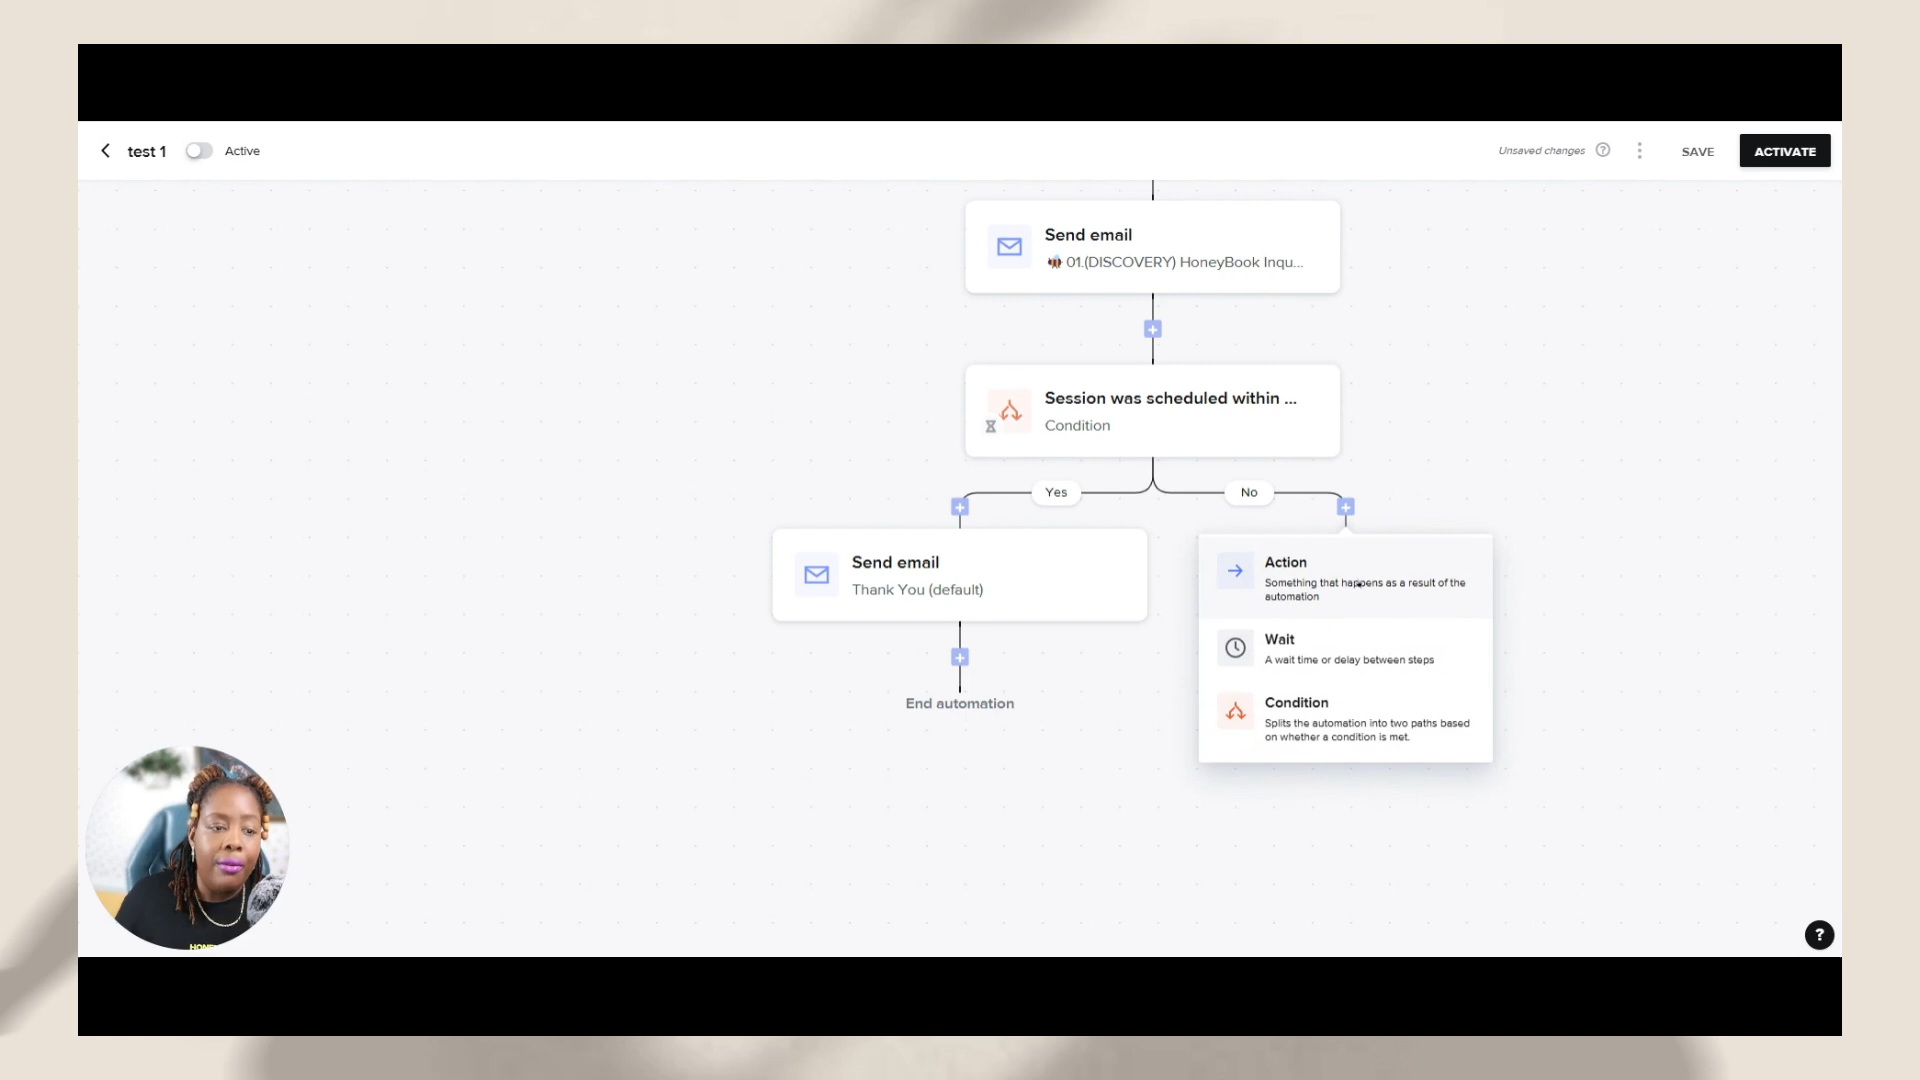 test 1
Active
Unsaved changes
SAVE
ACTIVATE
Send email
01.(DISCOVERY) HoneyBook Inqu...
Session was scheduled within ...
Condition
Yes
No
Send email
Thank You (default)
End automation
Action
Something that happens as a result of the
automation
Wait
A wait time or delay between steps
Condition
Splits the automation into two paths based
on whether a condition is met.
?